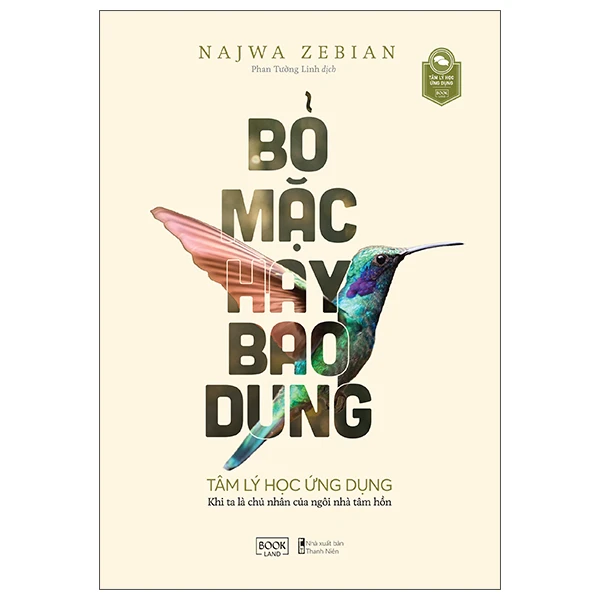 NAJWA ZEBIAN
Phan Tường Linh dịch
TÂM LÝ HỌC
ỨNG DỤNG
BOOK
LAND
BỎ
MẶC
HAY
BAO
DUNG
TÂM LÝ HỌC ỨNG DỤNG
Khi ta là chủ nhân của ngôi nhà tâm hồn
BOOK
LAND
Nhà xuất bản
Thanh Niên